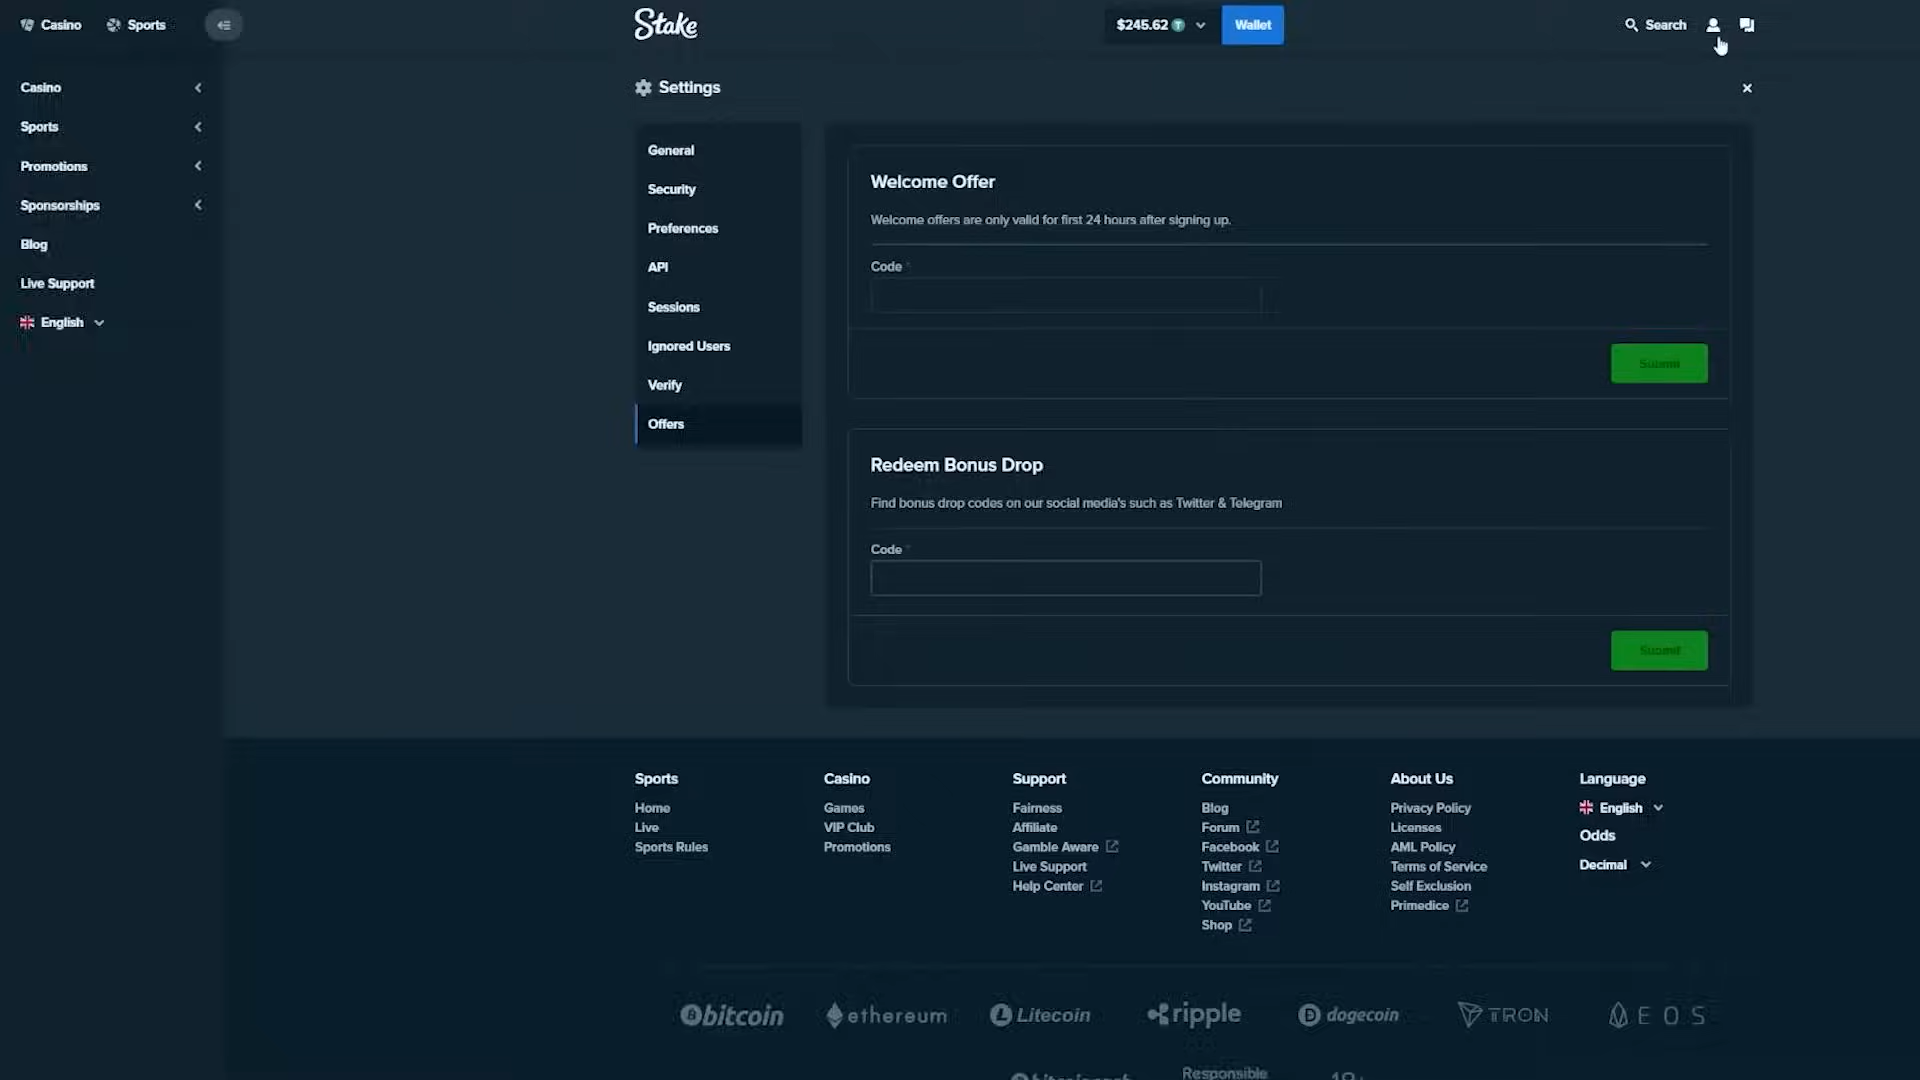 Casino
Sports
Stake
$245.62
Wallet
Search
Casino
Sports
Promotions
Sponsorships
Blog
Live Support
English
Settings
General
Security
Preferences
API
Sessions
Ignored Users
Verify
Offers
Welcome Offer
Welcome offers are only valid for first 24 hours after signing up.
Code *
Submit
Redeem Bonus Drop
Find bonus drop codes on our social media's such as Twitter & Telegram
Code *
Submit
Sports
Home
Live
Sports Rules
Casino
Games
VIP Club
Promotions
Support
Fairness
Affiliate
Gamble Aware
Live Support
Help Center
Community
Blog
Forum
Facebook
Twitter
Instagram
YouTube
Shop
About Us
Privacy Policy
Licenses
AML Policy
Terms of Service
Self Exclusion
Primedice
Language
English
Odds
Decimal
bitcoin
ethereum
Litecoin
ripple
dogecoin
TRON
EOS
Responsible
18+